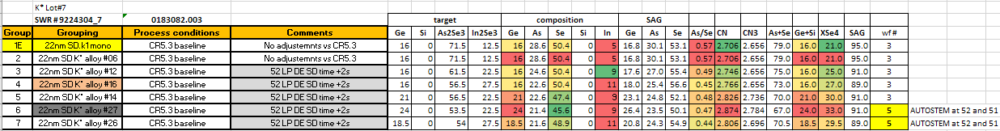 K* Lot#7
SWR #9224304_7 0183082.003
target composition SAG
Group Grouping Process conditions Comments Ge Si As2Se3 In2Se3 Ge As Se Si In Ge As Se As/Se CN CN3 As+Se Ge+Si XSe4 SAG wf #
1E 22nm SD.k1mono CR5.3 baseline No adjustemnts vs CR5.3 16 0 71.5 12.5 16 28.6 50.4 0 5 16.8 30.1 53.1 0.57 2.706 2.656 79.0 16.0 21.0 95.0 3
2 22nm SD K* alloy #06 CR5.3 baseline No adjustemnts vs CR5.3 16 0 71.5 12.5 16 28.6 50.4 0 5 16.8 30.1 53.1 0.57 2.706 2.656 79.0 16.0 21.0 95.0 3
3 22nm SD K* alloy #12 CR5.3 baseline 52 LP DE SD time +2s 16 0 61.5 22.5 16 24.6 50.4 0 9 17.6 27.0 55.4 0.49 2.746 2.656 75.0 16.0 25.0 91.0 3
4 22nm SD K* alloy #16 CR5.3 baseline 52 LP DE SD time +2s 16 0 56.5 27.5 16 22.6 50.4 0 11 18.0 25.4 56.6 0.45 2.766 2.656 73.0 16.0 27.0 89.0 3
5 22nm SD K* alloy #14 CR5.3 baseline 52 LP DE SD time +2s 21 0 56.5 22.5 21 22.6 47.4 0 9 23.1 24.8 52.1 0.48 2.826 2.736 70.0 21.0 30.0 91.0 3
6 22nm SD K* alloy #27 CR5.3 baseline 52 LP DE SD time +2s 24 0 53.5 22.5 24 21.4 45.6 0 9 26.4 23.5 50.1 0.47 2.874 2.784 67.0 24.0 33.0 91.0 5 AUTOSTEM at 52 and 51
7 22nm SD K* alloy #26 CR5.3 baseline 52 LP DE SD time +2s 18.5 0 54 27.5 18.5 21.6 48.9 0 11 20.8 24.3 54.9 0.44 2.806 2.696 70.5 18.5 29.5 89.0 5 AUTOSTEM at 52 and 51